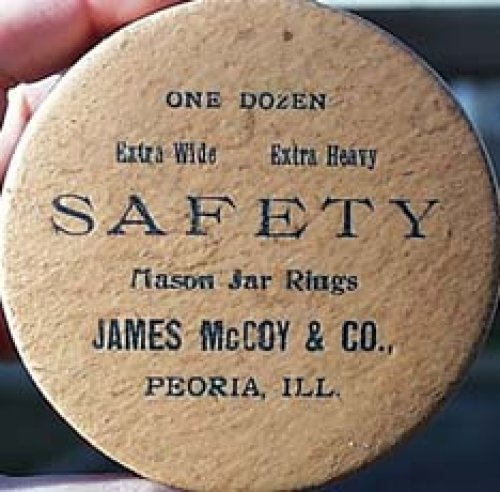 ONE DOZEN
Extra Wide Extra Heavy
SAFETY
Mason Jar Rings
JAMES McCOY & CO.,
PEORIA, ILL.